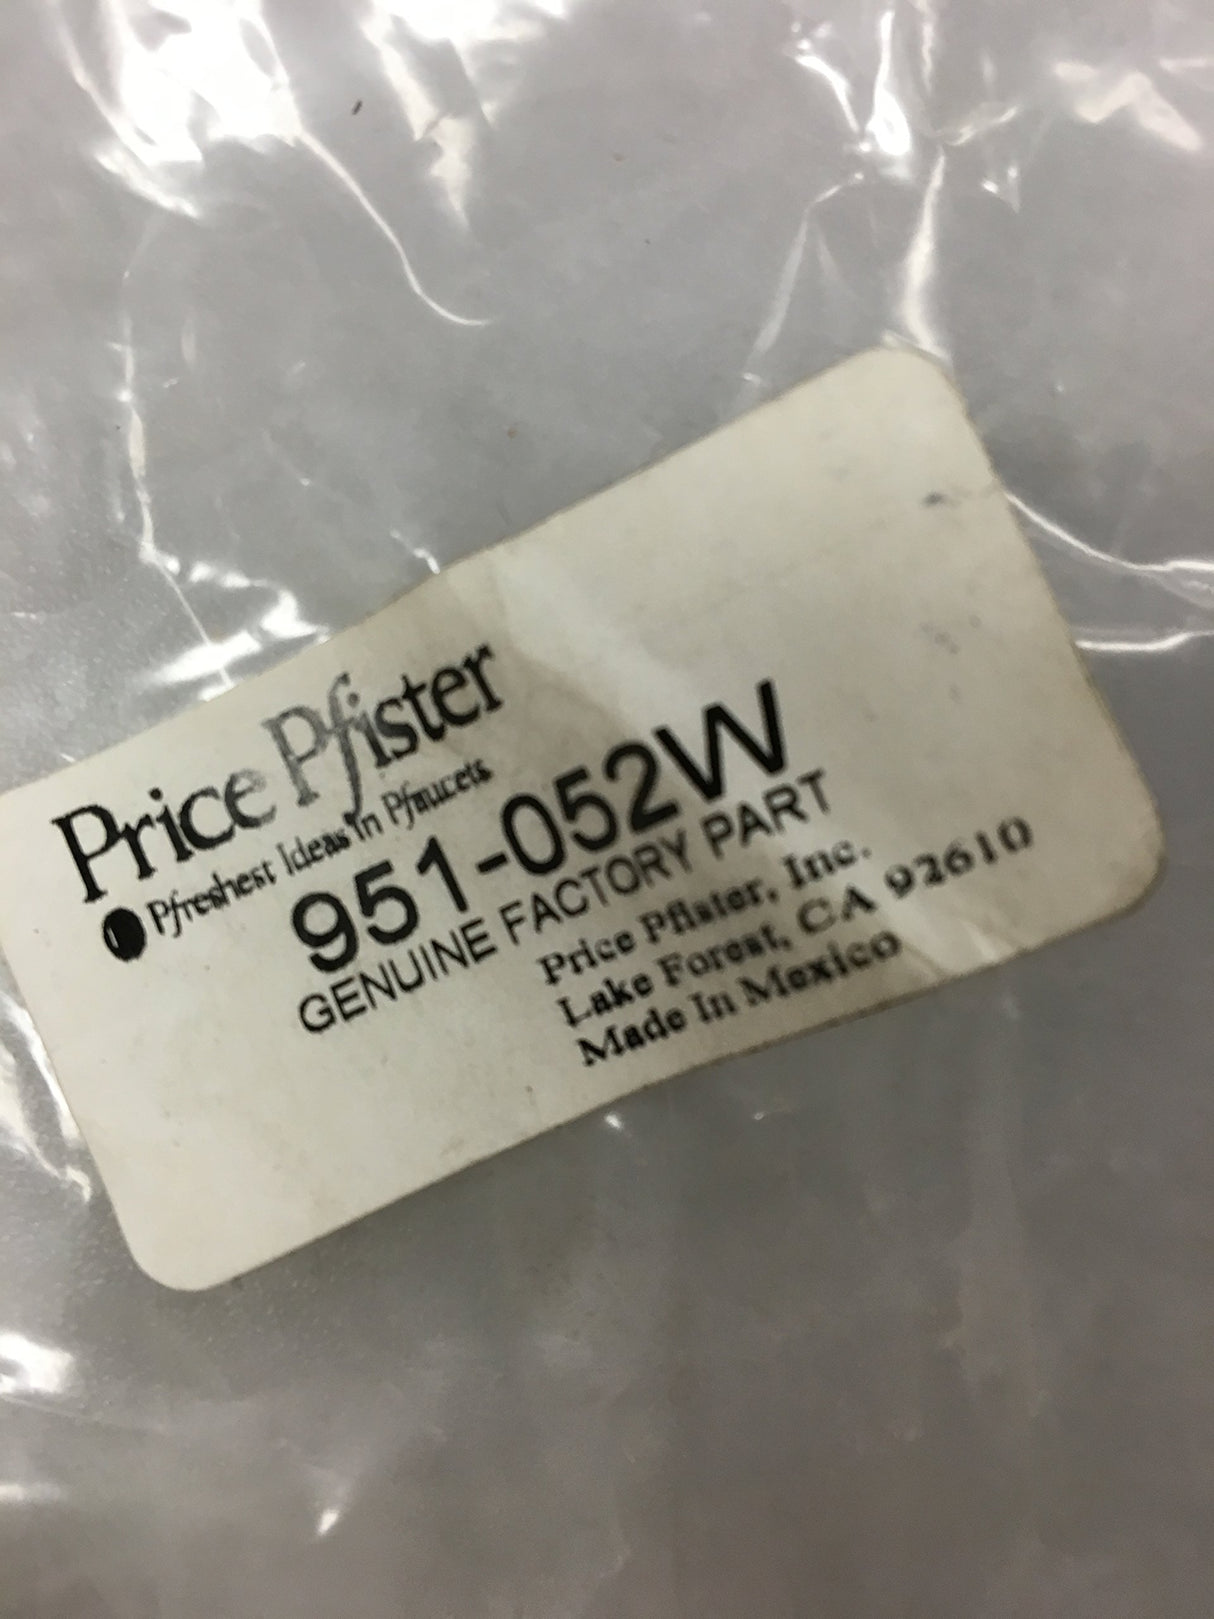 Price Pfister
Pfreshest Ideas in Pfaucets
951-052W
GENUINE FACTORY PART
Price Pfister, Inc.
Lake Forest, CA 92610
Made In Mexico